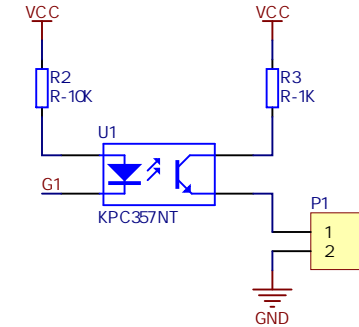 VCC
VCC
R2
R-10K
R3
R-1K
U1
G1
KPC357NT
P1
1
2
GND